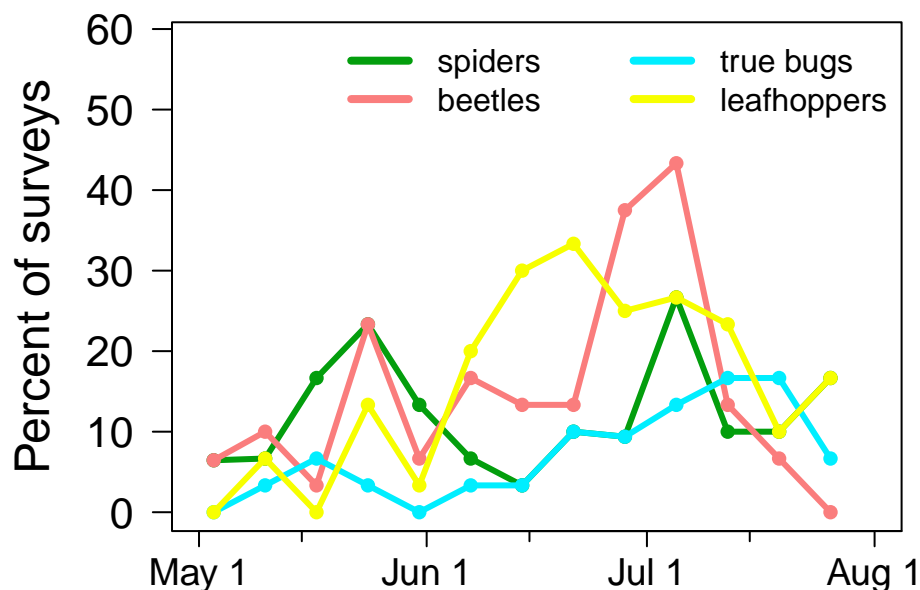 Percent of surveys
60
50
40
30
20
10
0
spiders
beetles
true bugs
leafhoppers
May 1
Jun 1
Jul 1
Aug 1